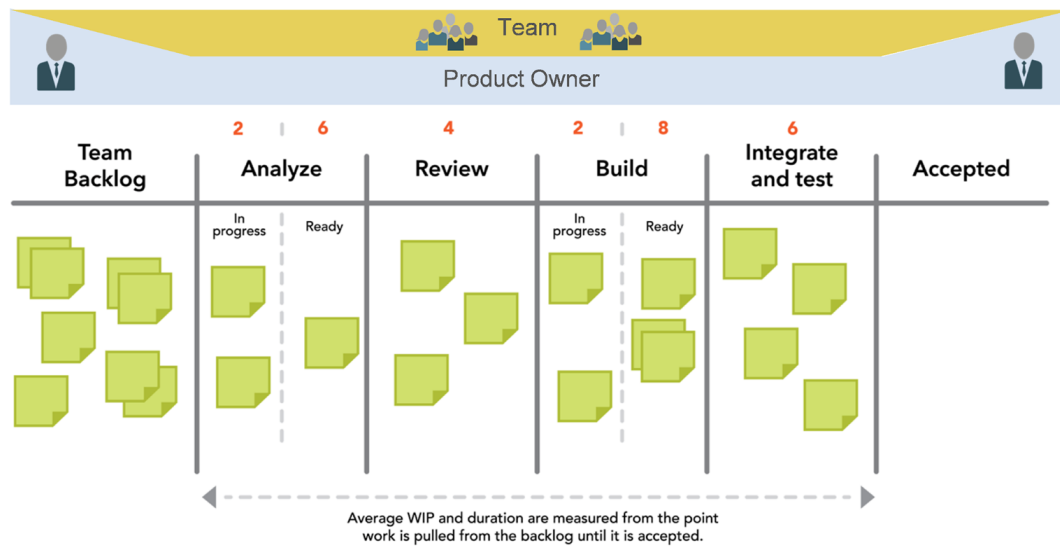 Team
Product Owner
2 6 4 2 8 6
Team
Backlog
Analyze
Review
Build
Integrate
and test
Accepted
In
progress
Ready
In
progress
Ready
Average WIP and duration are measured from the point
work is pulled from the backlog until it is accepted.